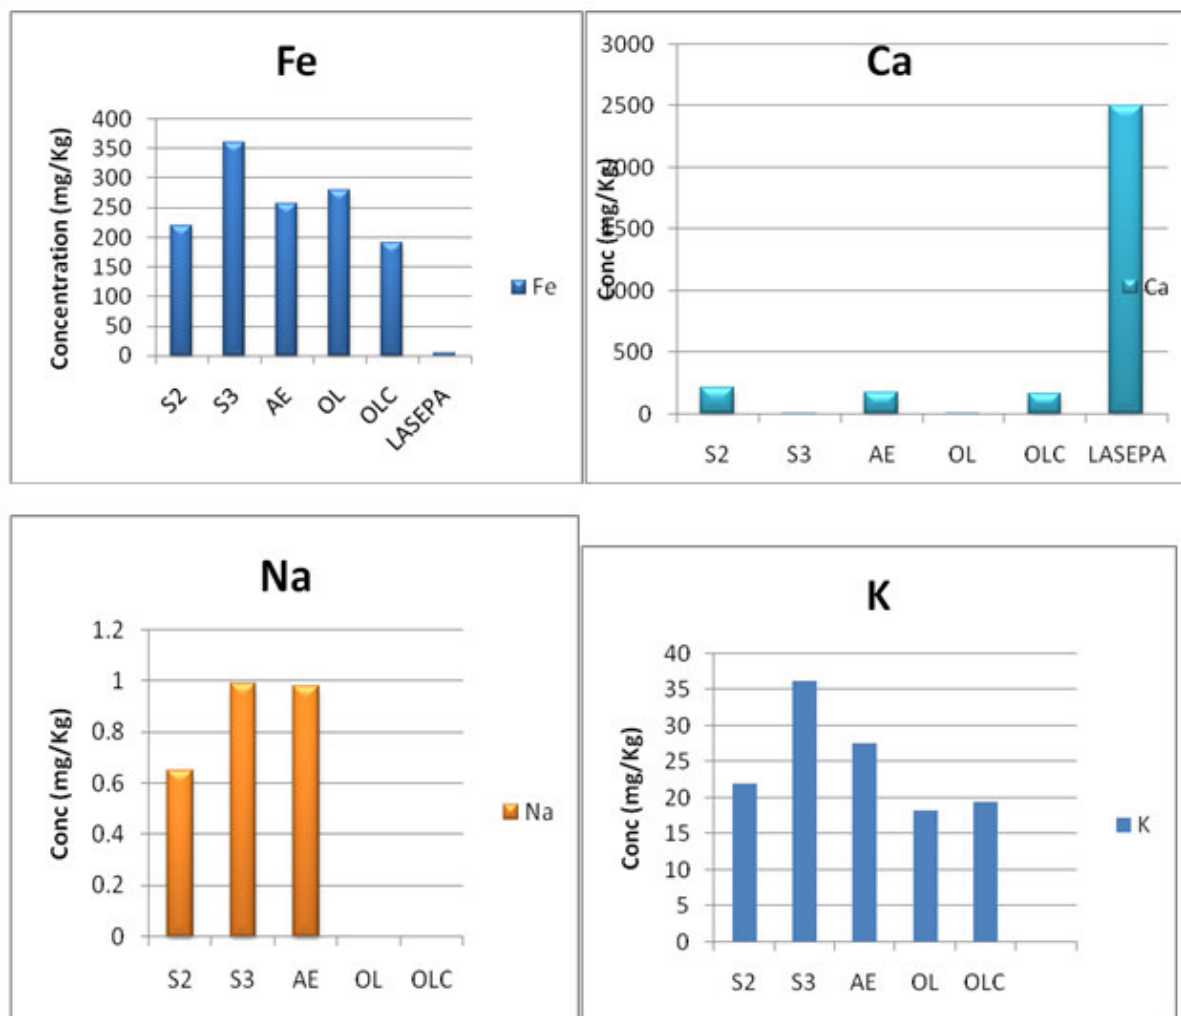 Fe
Concentration (mg/Kg)
400
350
300
250
200
150
100
50
0
S2 S3 AE OL OLC LASEPA
Fe
Ca
Conc (mg/Kg)
3000
2500
2000
1500
1000
500
0
S2 S3 AE OL OLC LASEPA
Ca
Na
Conc (mg/Kg)
1.2
1
0.8
0.6
0.4
0.2
0
S2 S3 AE OL OLC
Na
K
Conc (mg/Kg)
40
35
30
25
20
15
10
5
0
S2 S3 AE OL OLC
K